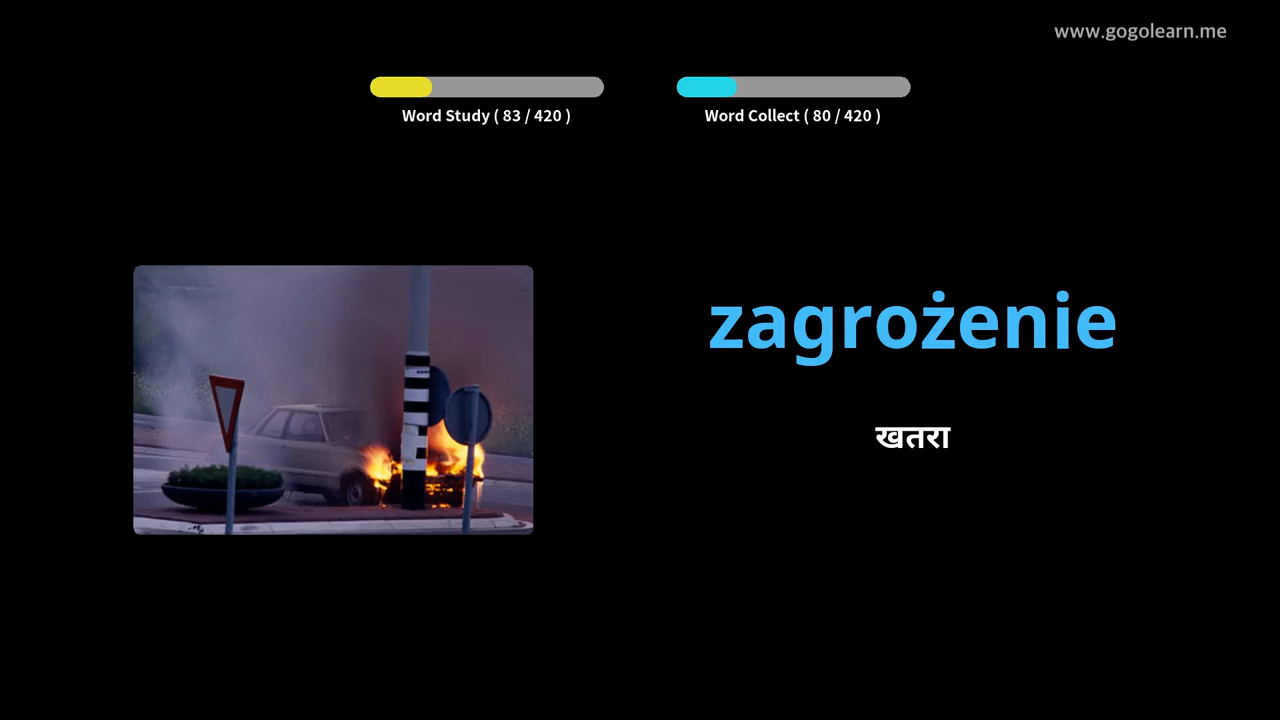 www.gogolearn.me
Word Study ( 83 / 420 )
Word Collect ( 80 / 420 )
zagrożenie
खतरा